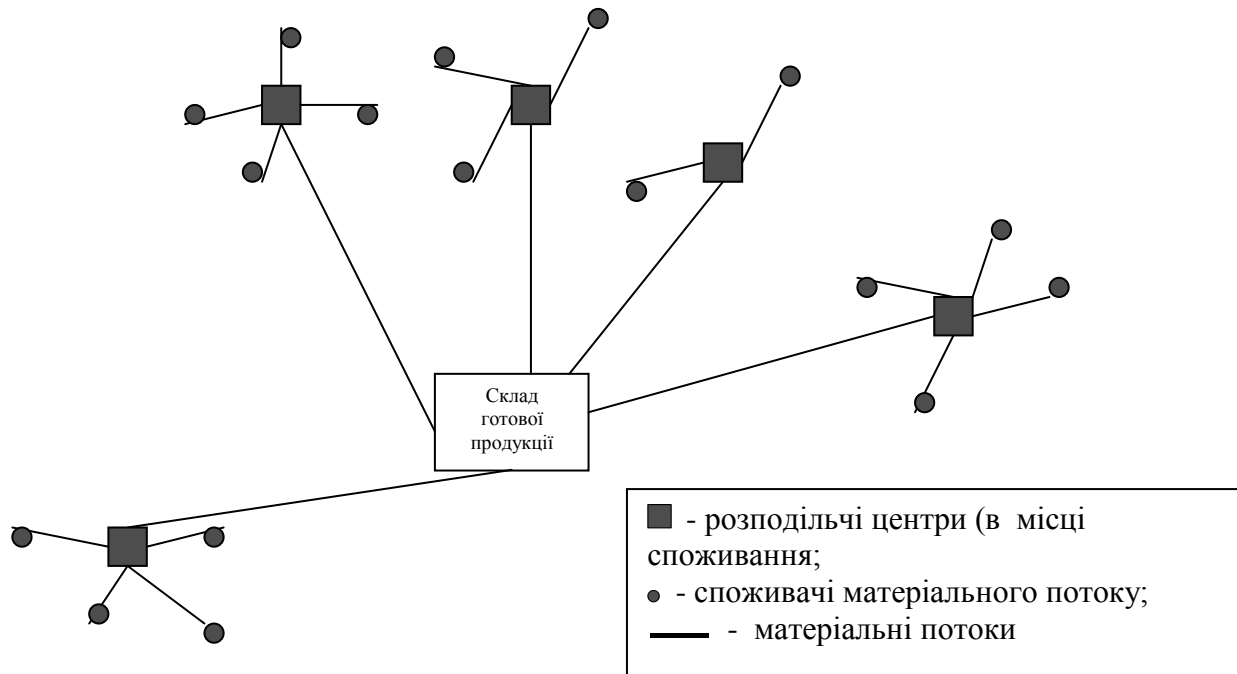 Склад
готової
продукції
- розподільчі центри (в місці
споживання;
- споживачі матеріального потоку;
- матеріальні потоки